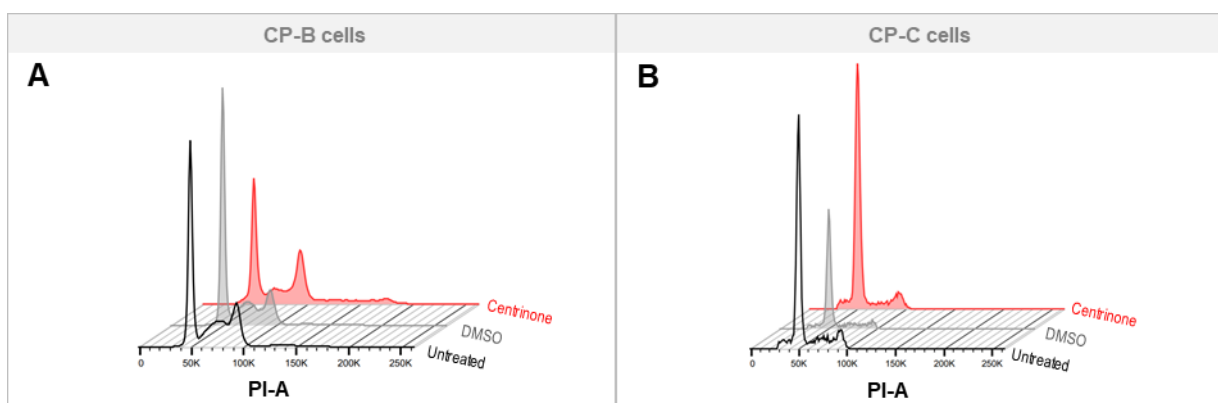 CP-B cells
A
Centrinone
DMSO
Untreated
0 50K 100K 150K 200K 250K
PI-A
CP-C cells
B
Centrinone
DMSO
Untreated
0 50K 100K 150K 200K 250K
PI-A